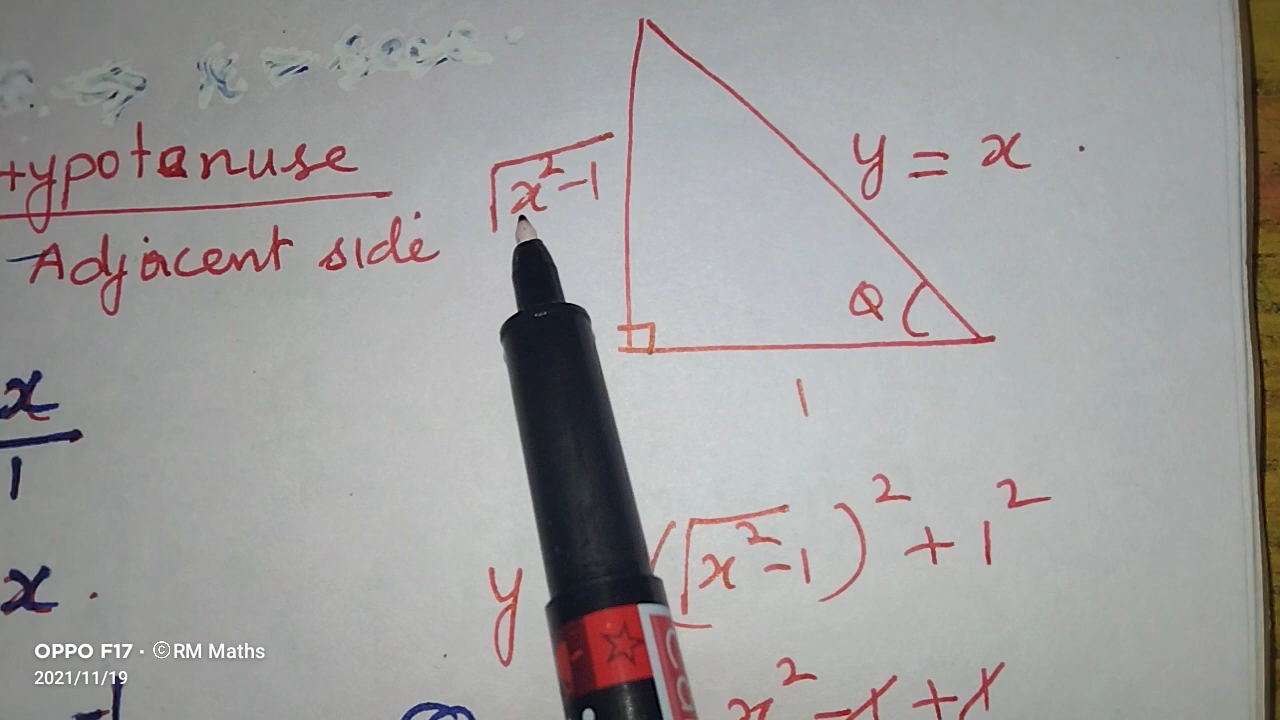 Hypotanuse
Adjacent side
√x²-1
y = x .
θ
1
x
1
x .
y (√x²-1)² + 1²
x² - 1 + 1
-1
OPPO F17 · ©RM Maths
2021/11/19